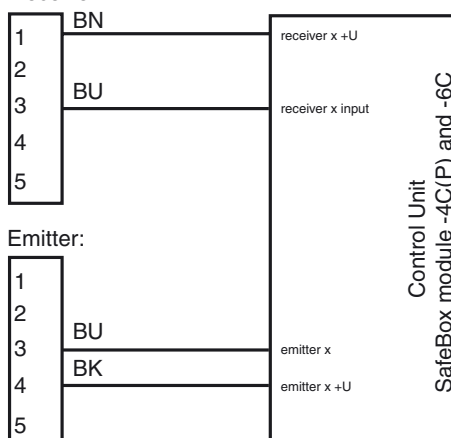 1 BN receiver x +U
2
3 BU receiver x input
4
5
Emitter:
1
2
3 BU emitter x
4 BK emitter x +U
5
Control Unit
SafeBox module -4C(P) and -6C